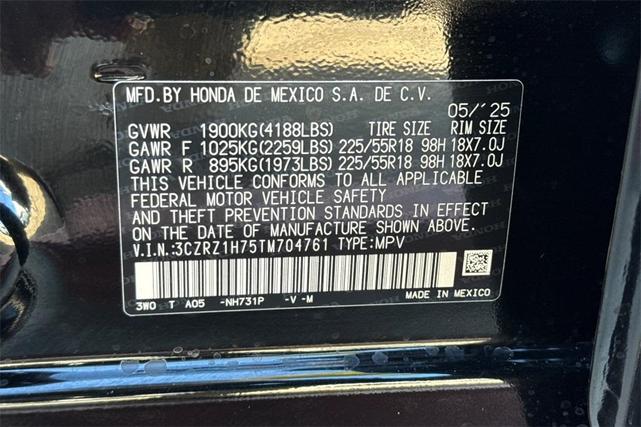 MFD.BY HONDA DE MEXICO S.A. DE C.V.
05/'25
GVWR 1900KG(4188LBS) TIRE SIZE RIM SIZE
GAWR F 1025KG(2259LBS) 225/55R18 98H 18X7.0J
GAWR R 895KG(1973LBS) 225/55R18 98H 18X7.0J
THIS VEHICLE CONFORMS TO ALL APPLICABLE
FEDERAL MOTOR VEHICLE SAFETY
AND THEFT PREVENTION STANDARDS IN EFFECT
ON THE DATE OF MANUFACTURE SHOWN ABOVE.
V.I.N:3CZRZ1H75TM704761 TYPE:MPV
3W0 T A05 -NH731P -V -M MADE IN MEXICO